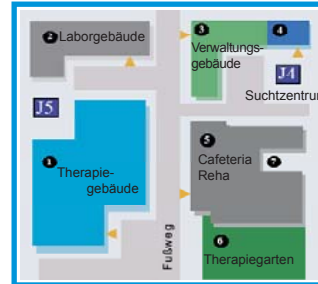 2 Laborgebäude
3
4
Verwaltungs-
gebäude
J4
Suchtzentrum
J5
1
Therapie-
gebäude
5
Cafeteria
Reha
7
6
Therapiegarten
Fußweg